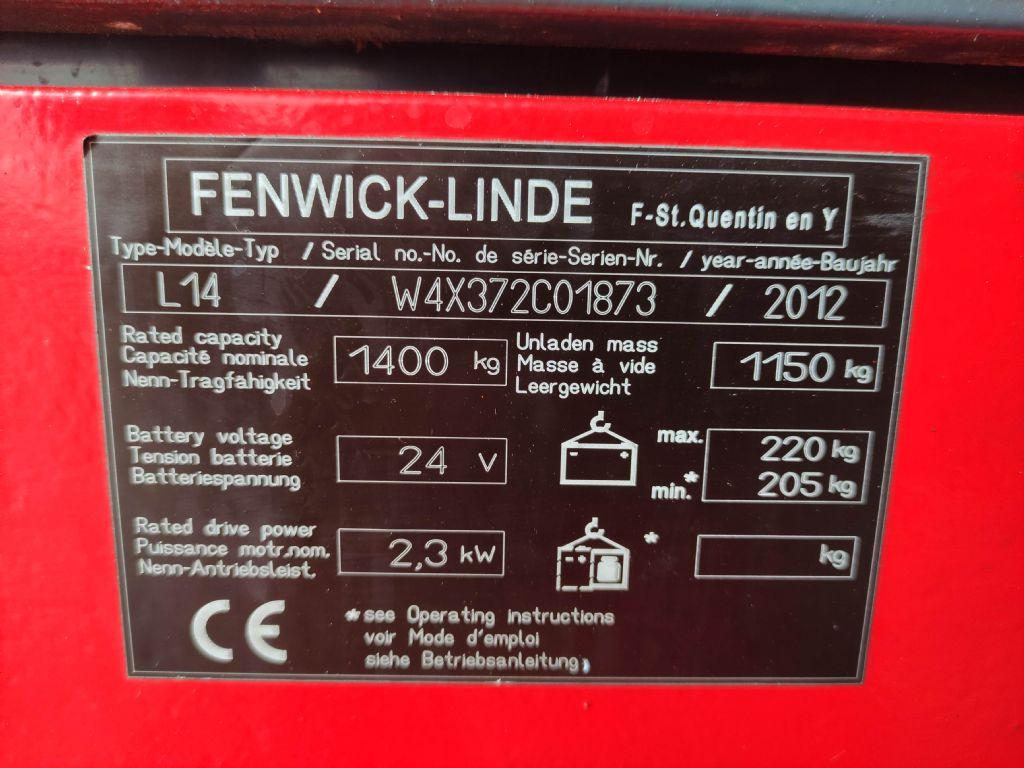 FENWICK-LINDE F-St.Quentin en Y
Type-Modèle-Typ / Serial no.-No. de série-Serien-Nr. / year-année-Baujahr
L14 / W4X372C01873 / 2012
Rated capacity
Capacité nominale
Nenn-Tragfähigkeit
1400 kg
Unladen mass
Masse à vide
Leergewicht
1150 kg
Battery voltage
Tension batterie
Batteriespannung
24 V
max. 220 kg
min.* 205 kg
Rated drive power
Puissance motr.nom.
Nenn-Antriebsleist.
2,3 kW
* kg
CE
*see Operating instructions
voir Mode d'emploi
siehe Betriebsanleitung